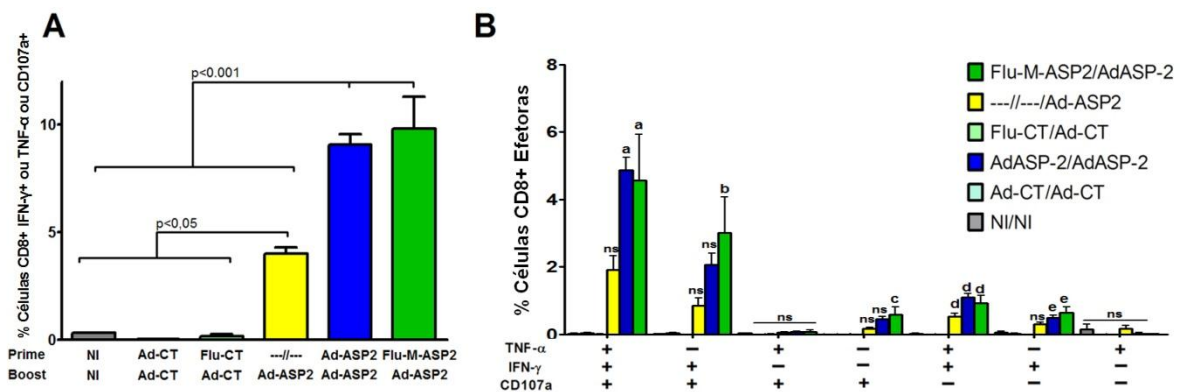 A
% Células CD8+ IFN-γ+ ou TNF-α ou CD107a+
10
5
0
p<0.001
p<0,05
Prime NI Ad-CT Flu-CT ---//--- Ad-ASP2 Flu-M-ASP2
Boost NI Ad-CT Ad-CT Ad-ASP2 Ad-ASP2 Ad-ASP2
B
% Células CD8+ Efetoras
8
6
4
2
0
Flu-M-ASP2/AdASP-2
---//---/Ad-ASP2
Flu-CT/Ad-CT
AdASP-2/AdASP-2
Ad-CT/Ad-CT
NI/NI
ns a a
ns ns b
ns
ns ns c
d d d
ns e e
ns
TNF-α + − + − + − +
IFN-γ + + − − + + −
CD107a + + + + − − −